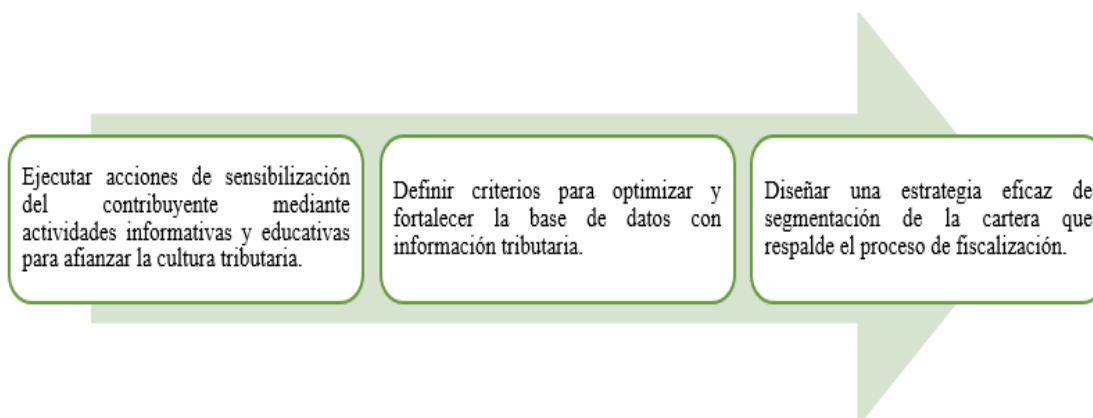 Ejecutar acciones de sensibilización
del contribuyente mediante
actividades informativas y educativas
para afianzar la cultura tributaria.
Definir criterios para optimizar y
fortalecer la base de datos con
información tributaria.
Diseñar una estrategia eficaz de
segmentación de la cartera que
respalde el proceso de fiscalización.